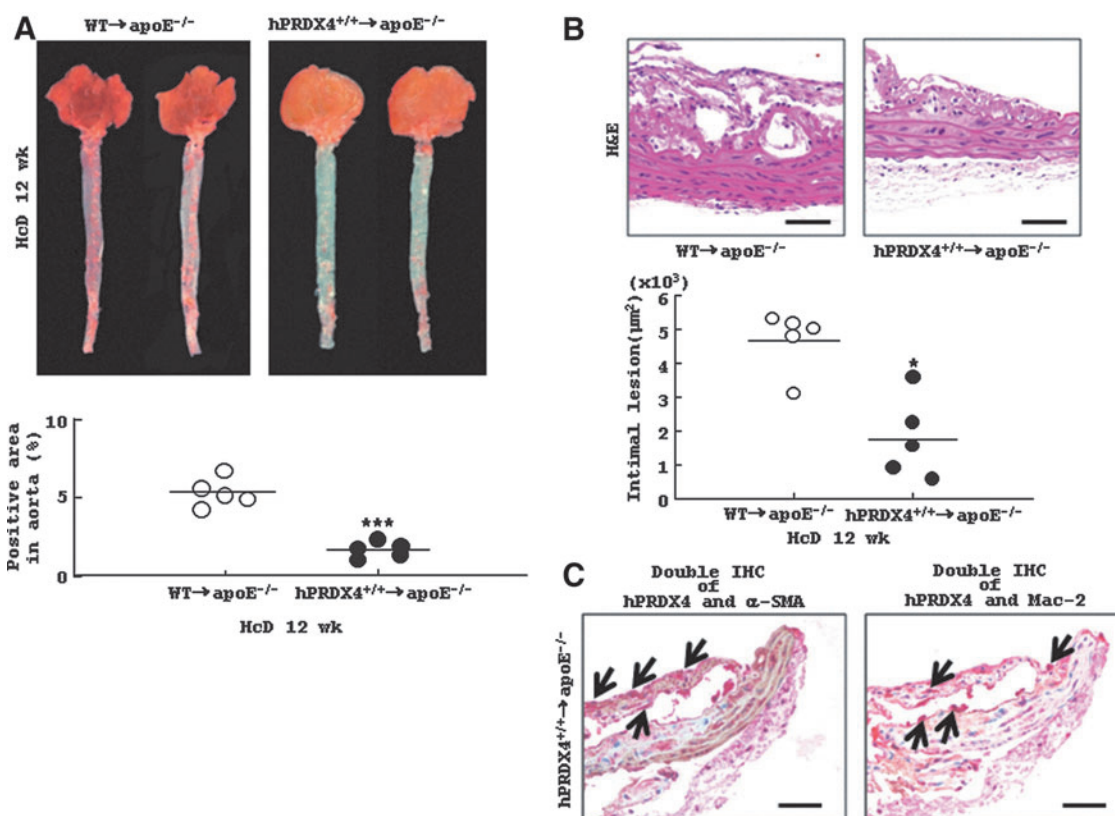 A
WT→apoE-/-
hPRDX4+/+→apoE-/-
HcD 12 wk
Positive area
in aorta (%)
10
5
0
***
WT→apoE-/-
hPRDX4+/+→apoE-/-
HcD 12 wk
B
H&E
WT→apoE-/-
hPRDX4+/+→apoE-/-
(x10³)
Intimal lesion(µm²)
6
5
4
3
2
1
0
*
WT→apoE-/-
hPRDX4+/+→apoE-/-
HcD 12 wk
C
Double IHC
of
hPRDX4 and α-SMA
Double IHC
of
hPRDX4 and Mac-2
hPRDX4+/+→apoE-/-